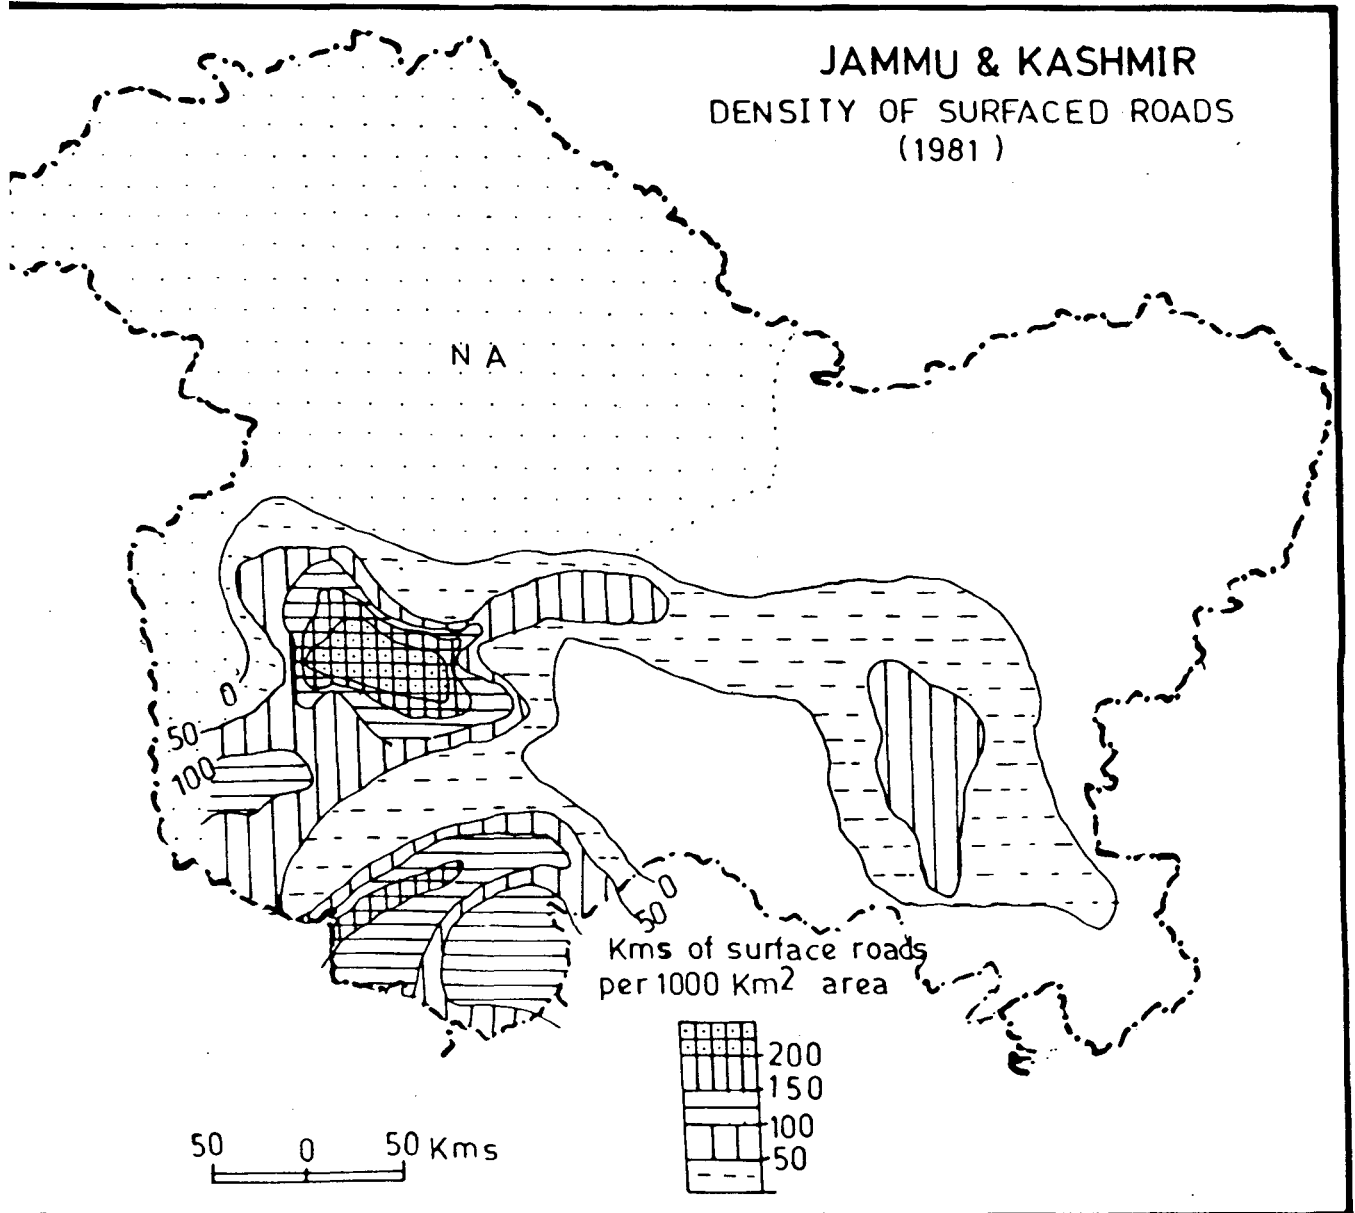 JAMMU & KASHMIR
DENSITY OF SURFACED ROADS
(1981)
N A
0
50
100
0
50
Kms of surface roads
per 1000 Km² area
200
150
100
50
50 0 50 Kms